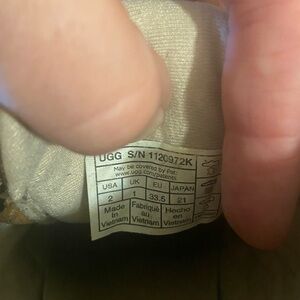 UGG S/N 1120972K
May be covered by Pat:
www.ugg.com/patents
USA UK EU JAPAN
2 1 33.5 21
Made in Vietnam
Fabriqué au Vietnam
Hecho en Vietnam